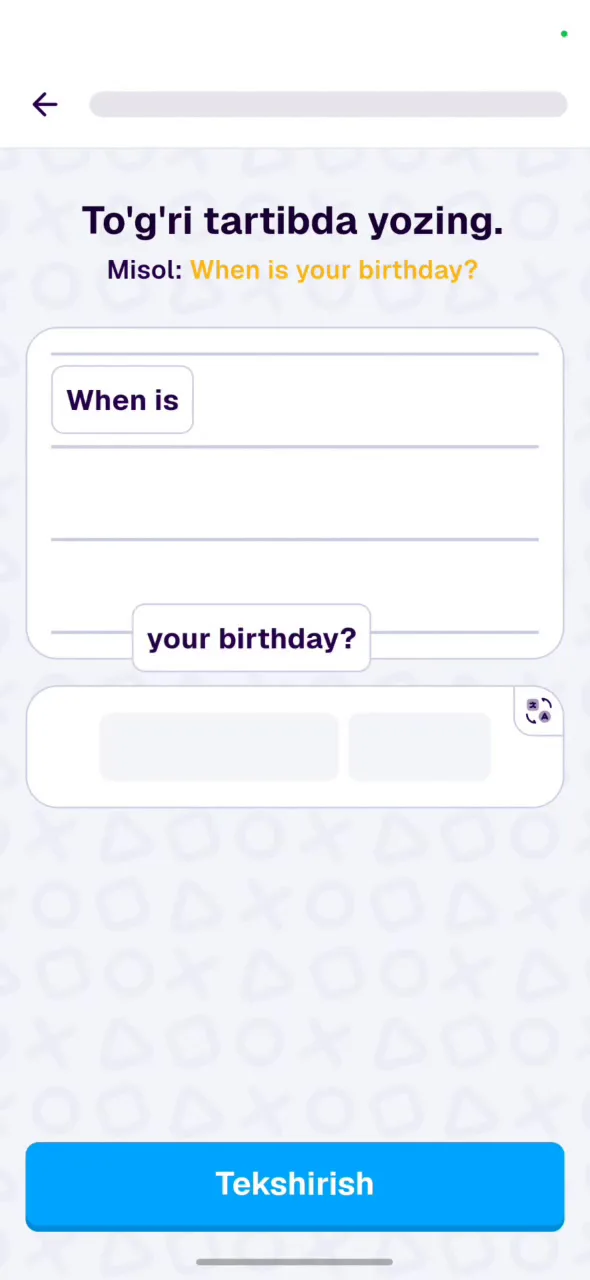 To'g'ri tartibda yozing.
Misol: When is your birthday?
When is
your birthday?
Tekshirish